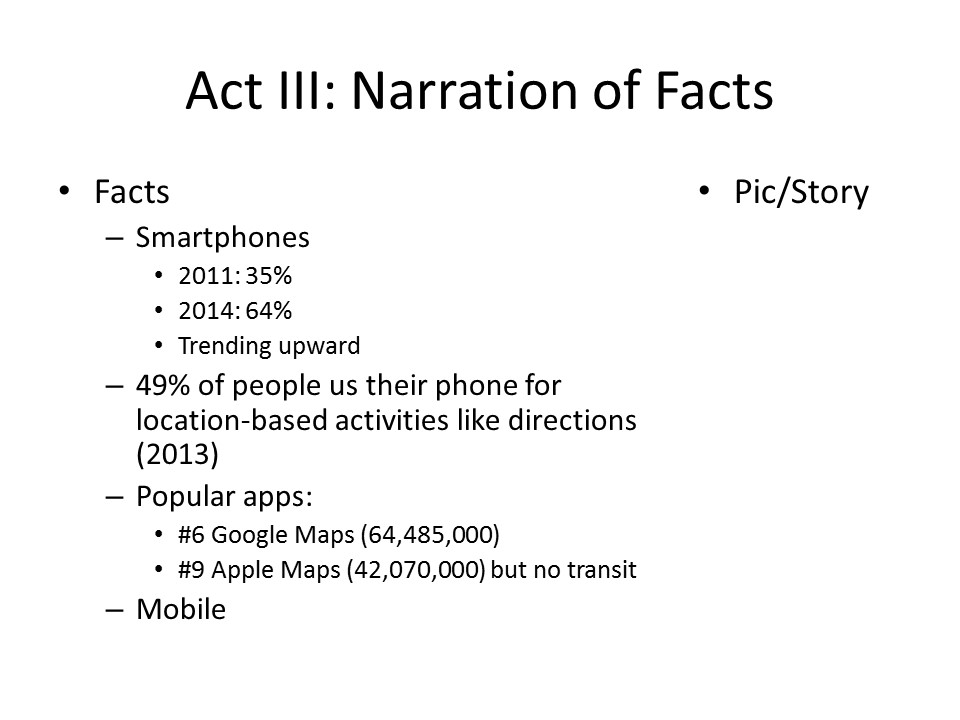 Act III: Narration of Facts
• Facts
– Smartphones
• 2011: 35%
• 2014: 64%
• Trending upward
– 49% of people us their phone for
location-based activities like directions
(2013)
– Popular apps:
• #6 Google Maps (64,485,000)
• #9 Apple Maps (42,070,000) but no transit
– Mobile
• Pic/Story